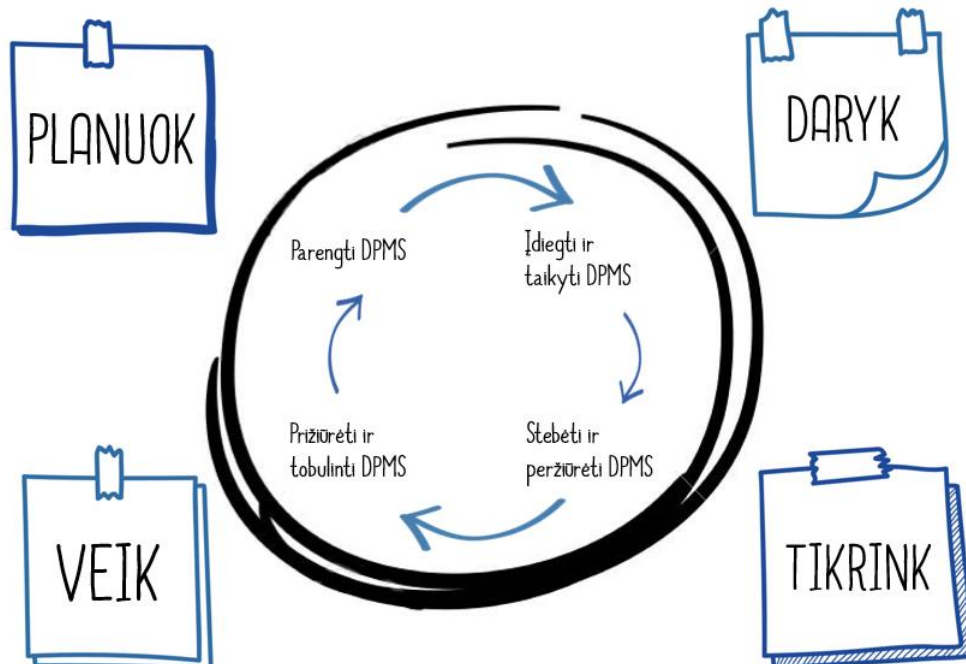 PLANUOK
DARYK
Parengti DPMS
Įdiegti ir
taikyti DPMS
Prižiūrėti ir
tobulinti DPMS
Stebėti ir
peržiūrėti DPMS
VEIK
TIKRINK